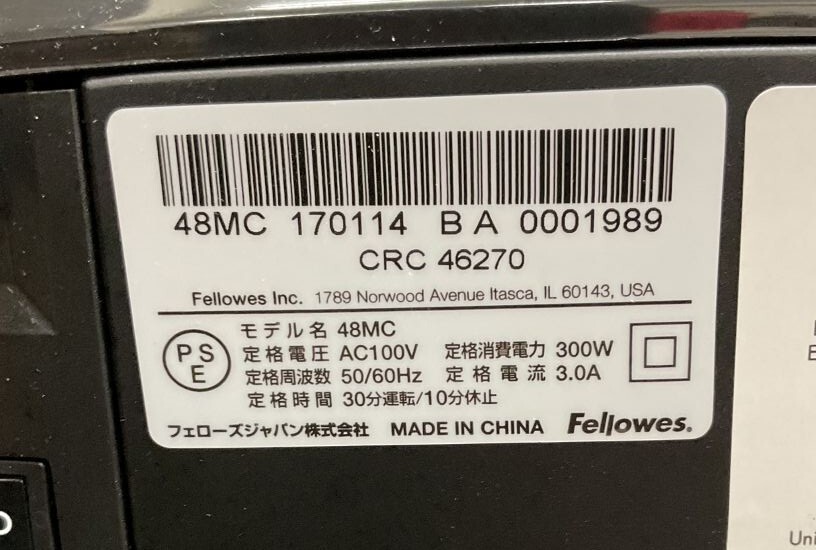 48MC 170114 BA 0001989
CRC 46270
Fellowes Inc. 1789 Norwood Avenue Itasca, IL 60143, USA
PSE
モデル名 48MC
定格電圧 AC100V 定格消費電力 300W
定格周波数 50/60Hz 定格電流 3.0A
定格時間 30分運転/10分休止
フェローズジャパン株式会社 MADE IN CHINA Fellowes.